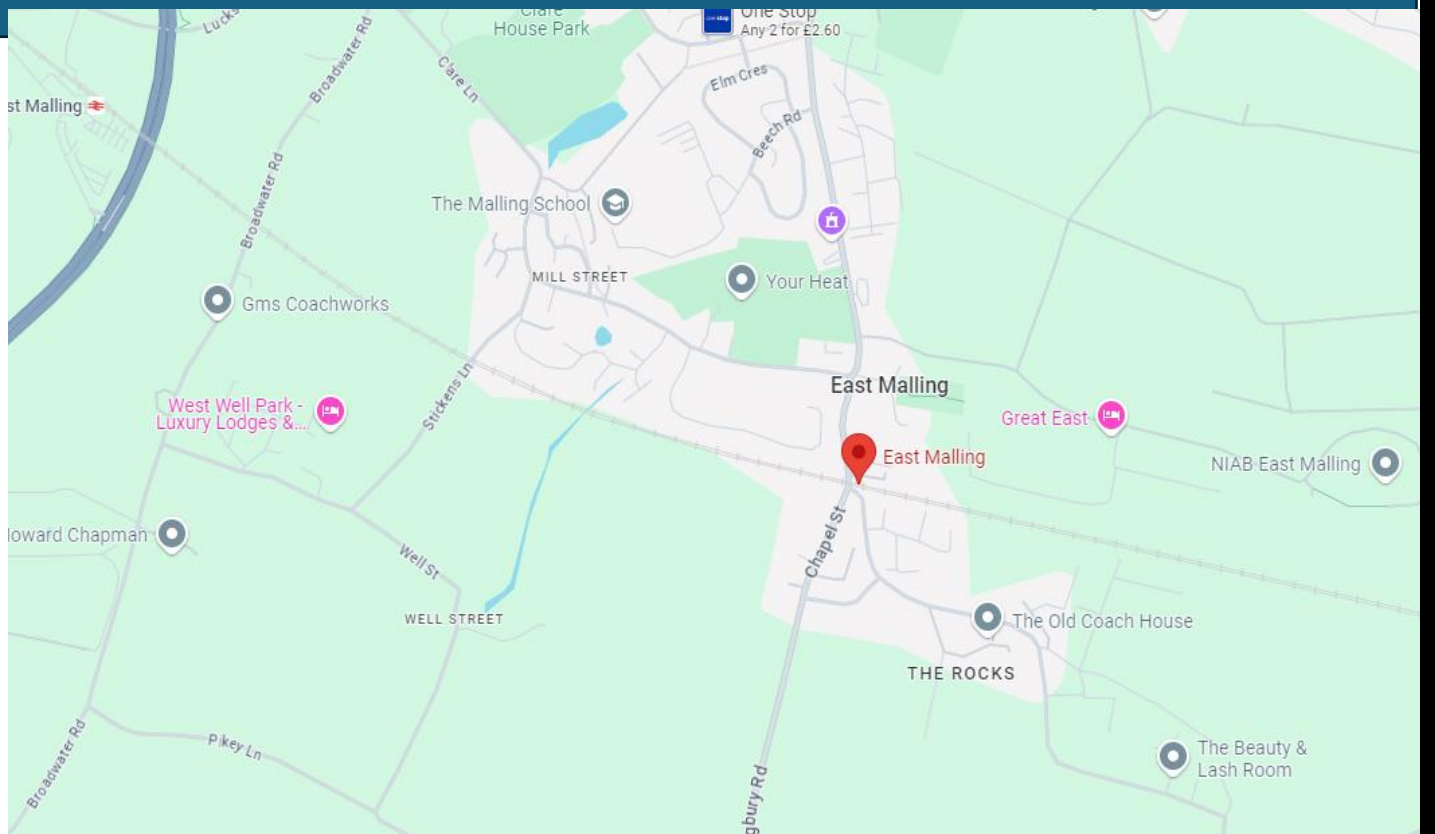 Clare
House Park
One Stop
Any 2 for £2.60
one stop
Broadwater Rd
Clare Ln
Elm Cres
st Malling
Beech Rd
Broadwater Rd
The Malling School
MILL STREET
Your Heat
Gms Coachworks
East Malling
Stickens Ln
West Well Park -
Luxury Lodges &...
Great East
East Malling
NIAB East Malling
oward Chapman
Chapel St
Well St
WELL STREET
The Old Coach House
THE ROCKS
Broadwater Rd
Pikey Ln
The Beauty &
Lash Room
gbury Rd